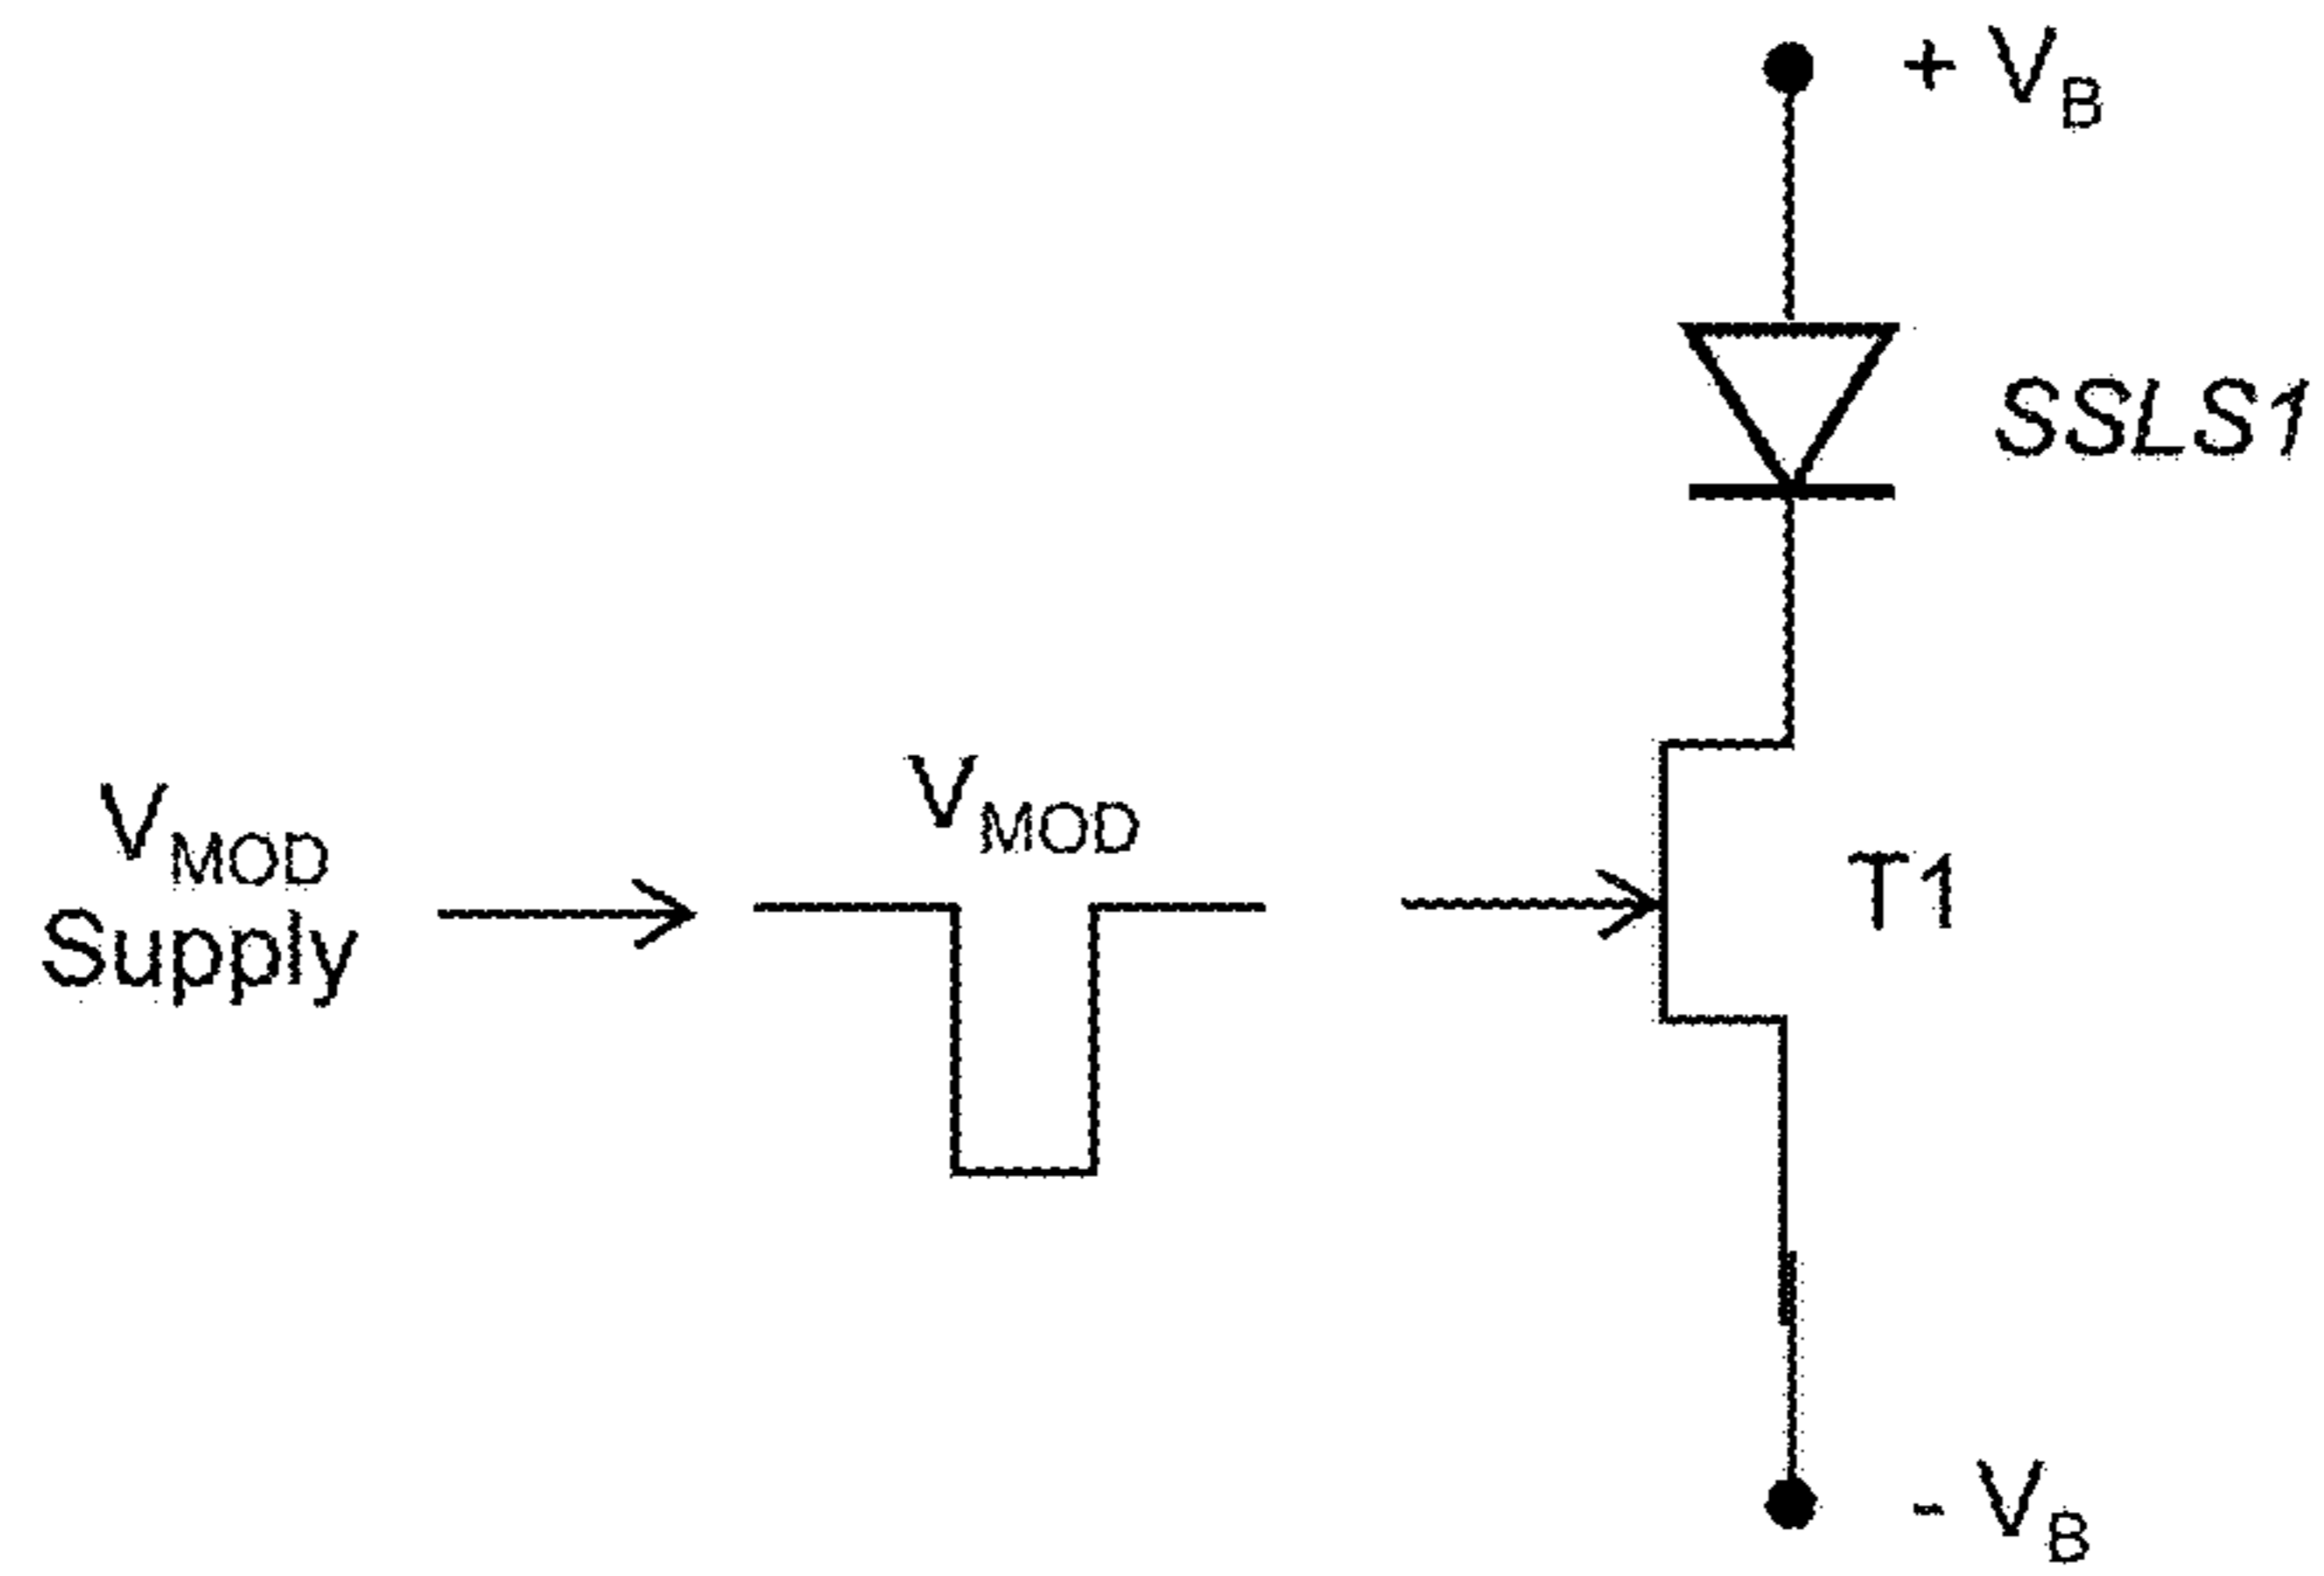 + V_B
SSLS1
V_MOD
V_MOD
Supply
T1
- V_B